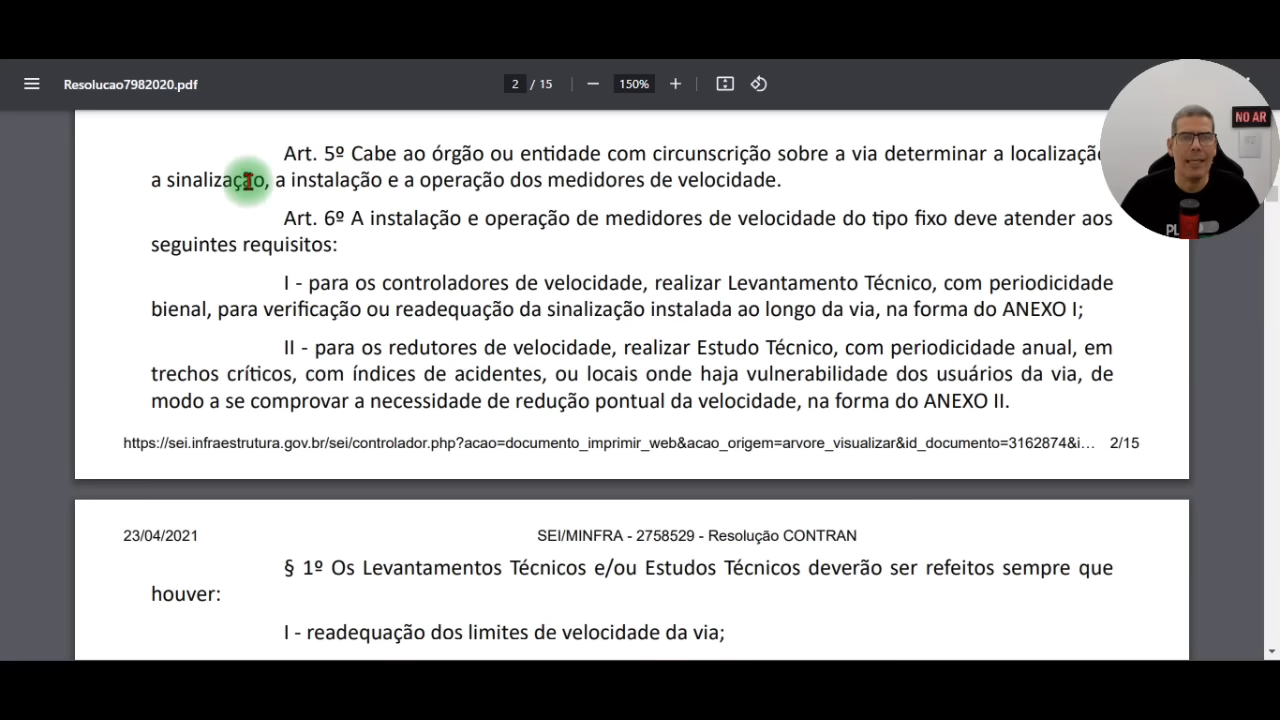 Resolucao7982020.pdf
2 / 15
150%
NO AR
Art. 5º Cabe ao órgão ou entidade com circunscrição sobre a via determinar a
a sinalização, a instalação e a operação dos medidores de velocidade.
Art. 6º A instalação e operação de medidores de velocidade do tipo fixo deve atender aos
seguintes requisitos:
I - para os controladores de velocidade, realizar Levantamento Técnico, com periodicidade
bienal, para verificação ou readequação da sinalização instalada ao longo da via, na forma do ANEXO I;
II - para os redutores de velocidade, realizar Estudo Técnico, com periodicidade anual, em
trechos críticos, com índices de acidentes, ou locais onde haja vulnerabilidade dos usuários da via, de
modo a se comprovar a necessidade de redução pontual da velocidade, na forma do ANEXO II.
https://sei.infraestrutura.gov.br/sei/controlador.php?acao=documento_imprimir_web&acao_origem=arvore_visualizar&id_documento=3162874&i... 2/15
23/04/2021 SEI/MINFRA - 2758529 - Resolução CONTRAN
§ 1º Os Levantamentos Técnicos e/ou Estudos Técnicos deverão ser refeitos sempre que
houver:
I - readequação dos limites de velocidade da via;